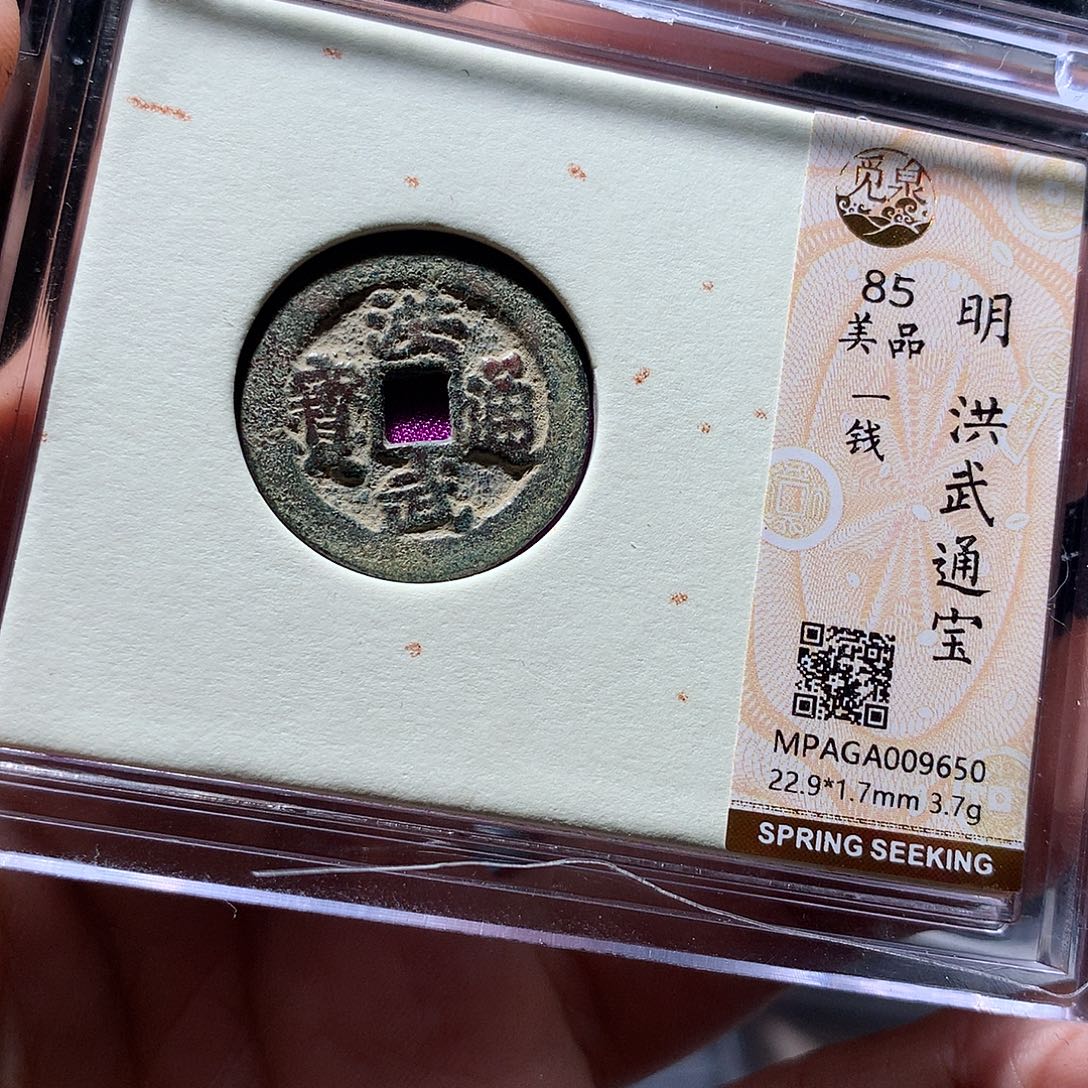 洪武通寶
觅泉
85
美品
一钱
明 洪武通宝
MPAGA009650
22.9*1.7mm 3.7g
SPRING SEEKING